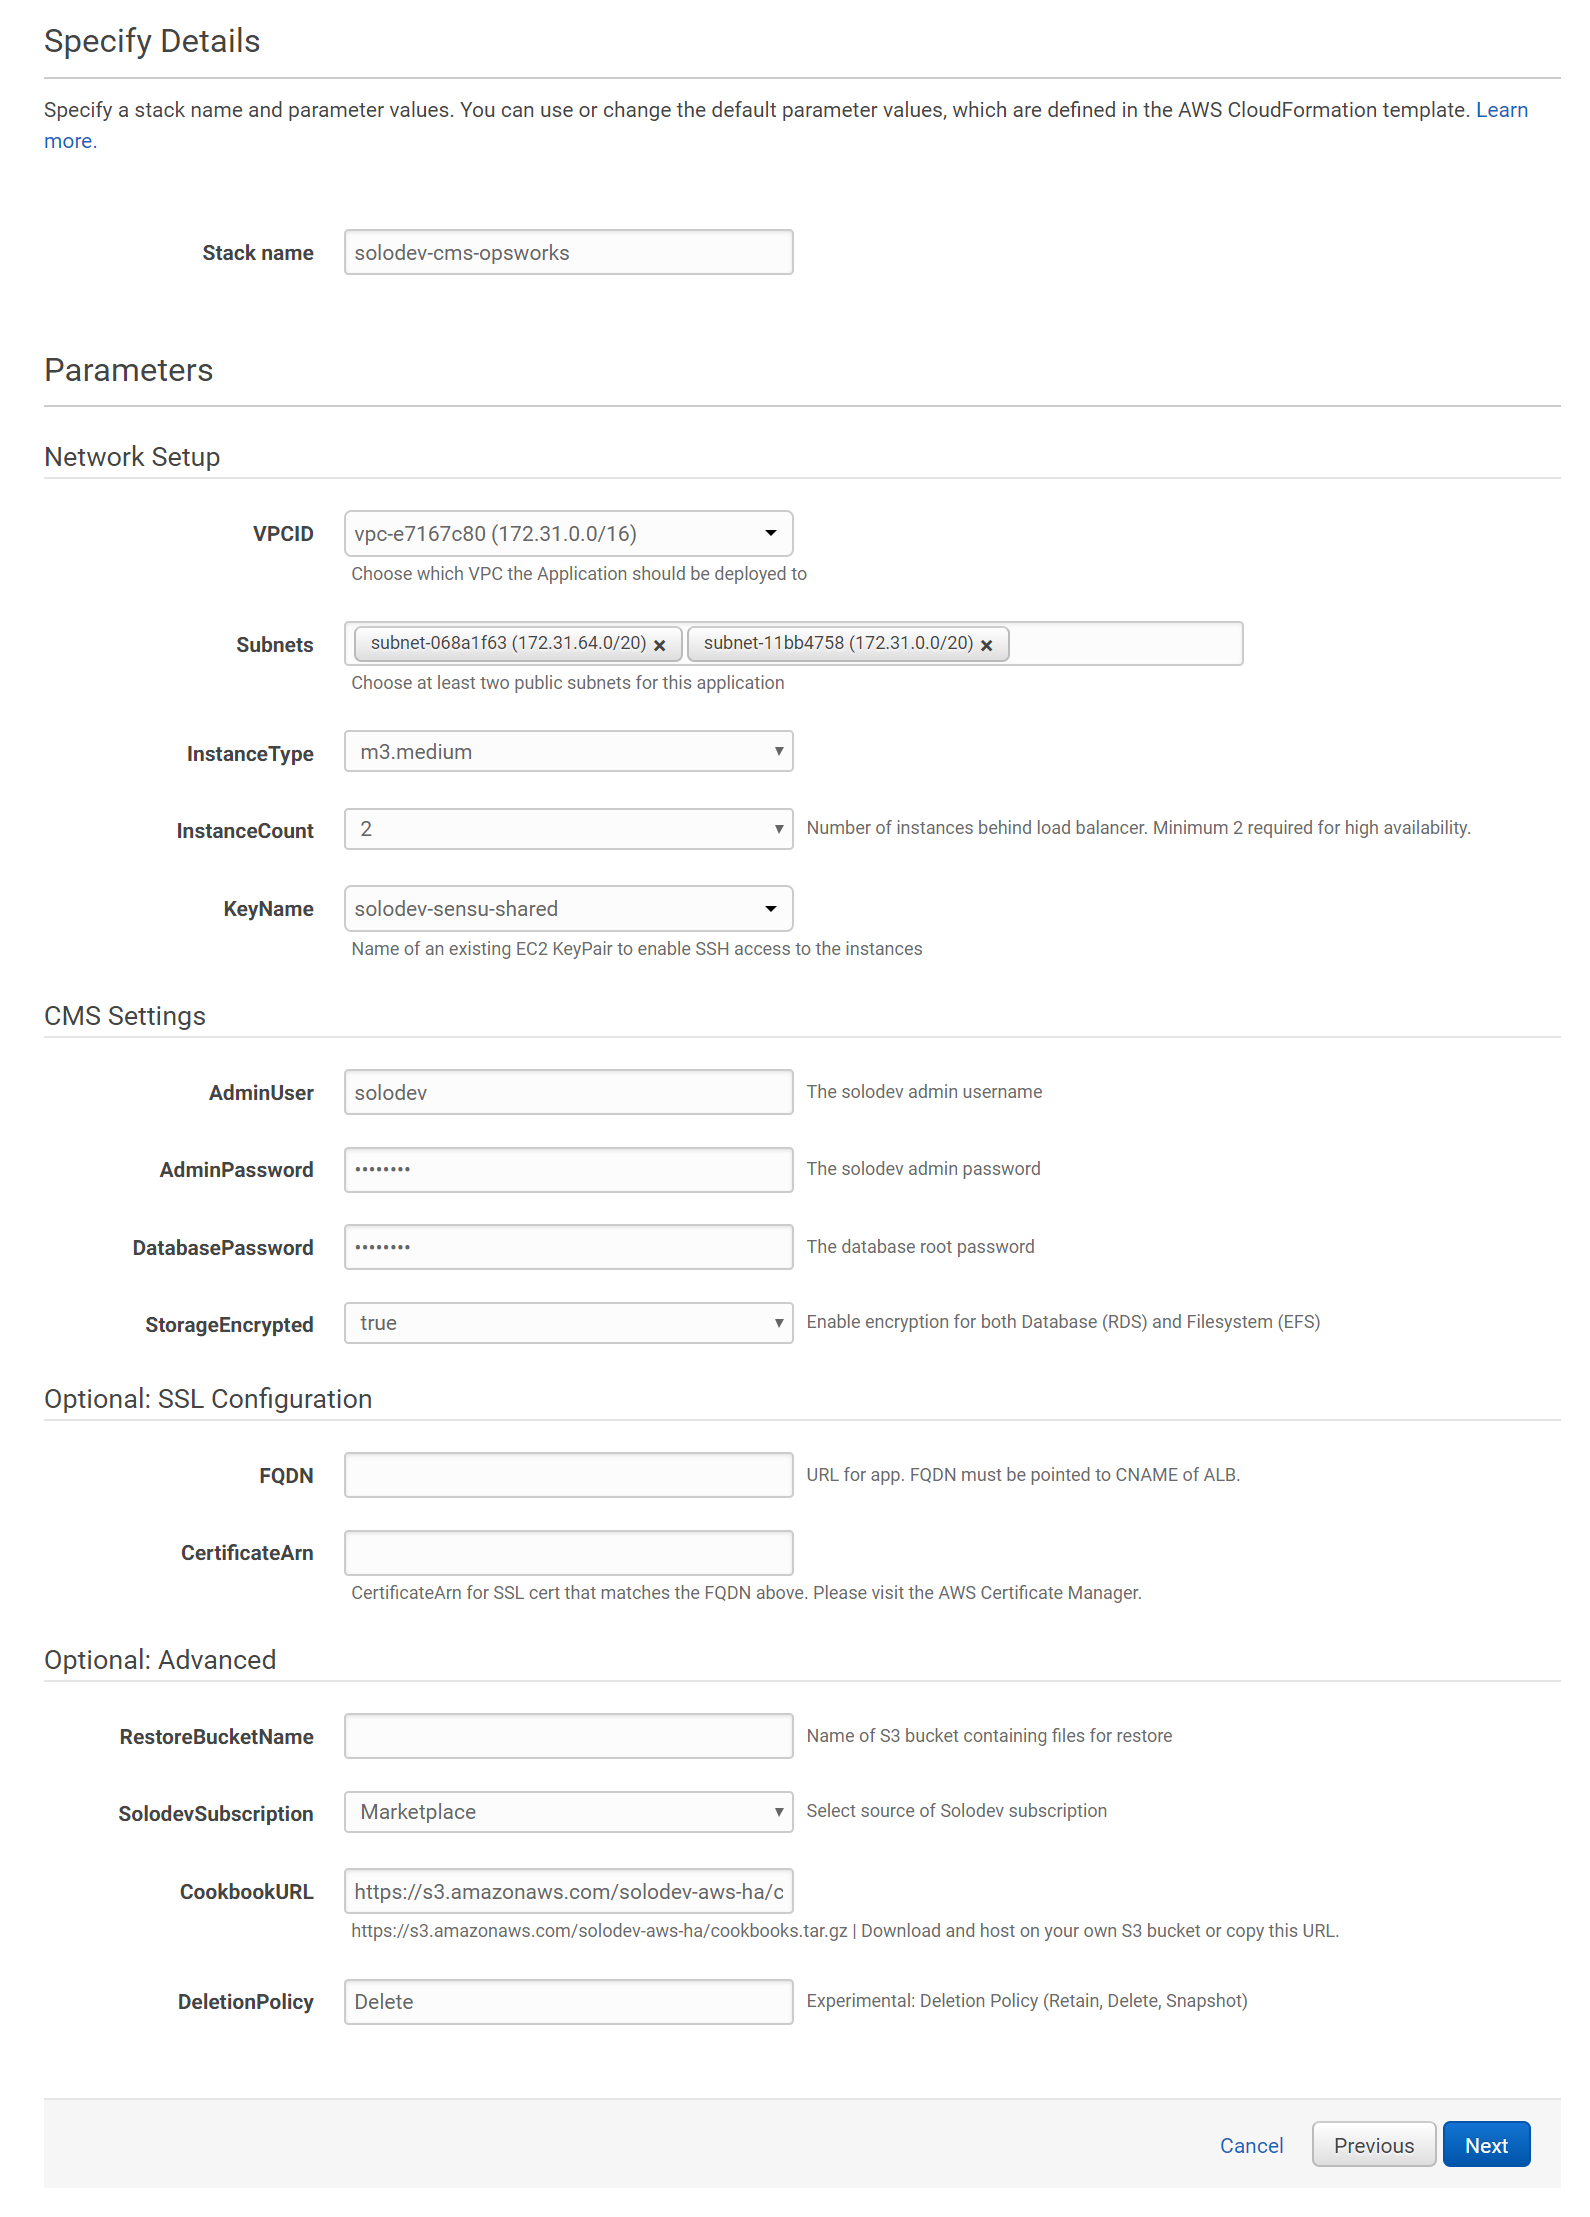 Specify Details
Specify a stack name and parameter values. You can use or change the default parameter values, which are defined in the AWS CloudFormation template. Learn
more.
Stack name solodev-cms-opsworks
Parameters
Network Setup
VPCID vpc-e7167c80 (172.31.0.0/16)
Choose which VPC the Application should be deployed to
Subnets subnet-068a1f63 (172.31.64.0/20) × subnet-11bb4758 (172.31.0.0/20) ×
Choose at least two public subnets for this application
InstanceType m3.medium
InstanceCount 2 Number of instances behind load balancer. Minimum 2 required for high availability.
KeyName solodev-sensu-shared
Name of an existing EC2 KeyPair to enable SSH access to the instances
CMS Settings
AdminUser solodev The solodev admin username
AdminPassword •••••••• The solodev admin password
DatabasePassword •••••••• The database root password
StorageEncrypted true Enable encryption for both Database (RDS) and Filesystem (EFS)
Optional: SSL Configuration
FQDN URL for app. FQDN must be pointed to CNAME of ALB.
CertificateArn
CertificateArn for SSL cert that matches the FQDN above. Please visit the AWS Certificate Manager.
Optional: Advanced
RestoreBucketName Name of S3 bucket containing files for restore
SolodevSubscription Marketplace Select source of Solodev subscription
CookbookURL https://s3.amazonaws.com/solodev-aws-ha/c
https://s3.amazonaws.com/solodev-aws-ha/cookbooks.tar.gz | Download and host on your own S3 bucket or copy this URL.
DeletionPolicy Delete Experimental: Deletion Policy (Retain, Delete, Snapshot)
Cancel Previous Next